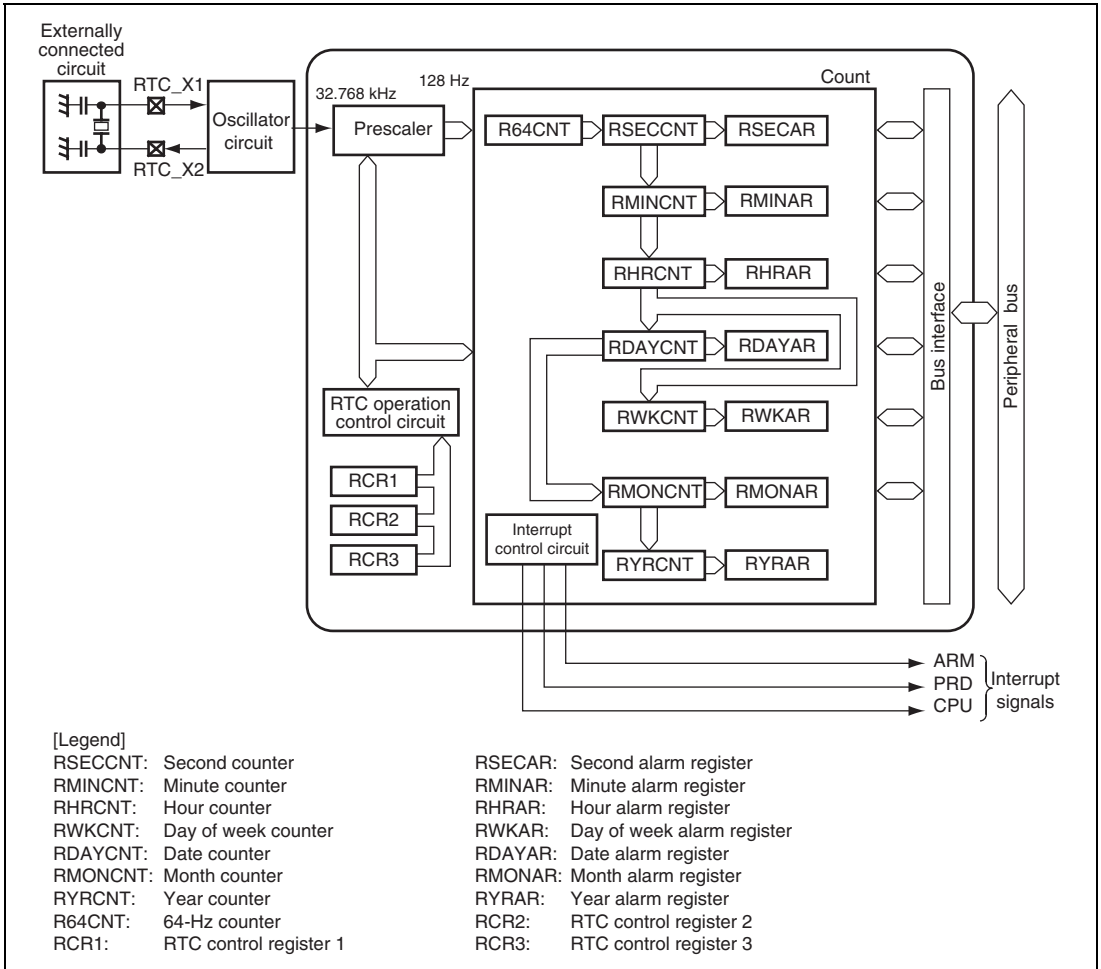 Externally
connected
circuit
RTC_X1
RTC_X2
Oscillator
circuit
32.768 kHz
128 Hz
Prescaler
Count
R64CNT
RSECCNT
RSECAR
RMINCNT
RMINAR
RHRCNT
RHRAR
RDAYCNT
RDAYAR
RWKCNT
RWKAR
RMONCNT
RMONAR
RYRCNT
RYRAR
RTC operation
control circuit
RCR1
RCR2
RCR3
Interrupt
control circuit
Bus interface
Peripheral bus
ARM
PRD
CPU
Interrupt
signals
[Legend]
RSECCNT: Second counter
RMINCNT: Minute counter
RHRCNT: Hour counter
RWKCNT: Day of week counter
RDAYCNT: Date counter
RMONCNT: Month counter
RYRCNT: Year counter
R64CNT: 64-Hz counter
RCR1: RTC control register 1
RSECAR: Second alarm register
RMINAR: Minute alarm register
RHRAR: Hour alarm register
RWKAR: Day of week alarm register
RDAYAR: Date alarm register
RMONAR: Month alarm register
RYRAR: Year alarm register
RCR2: RTC control register 2
RCR3: RTC control register 3